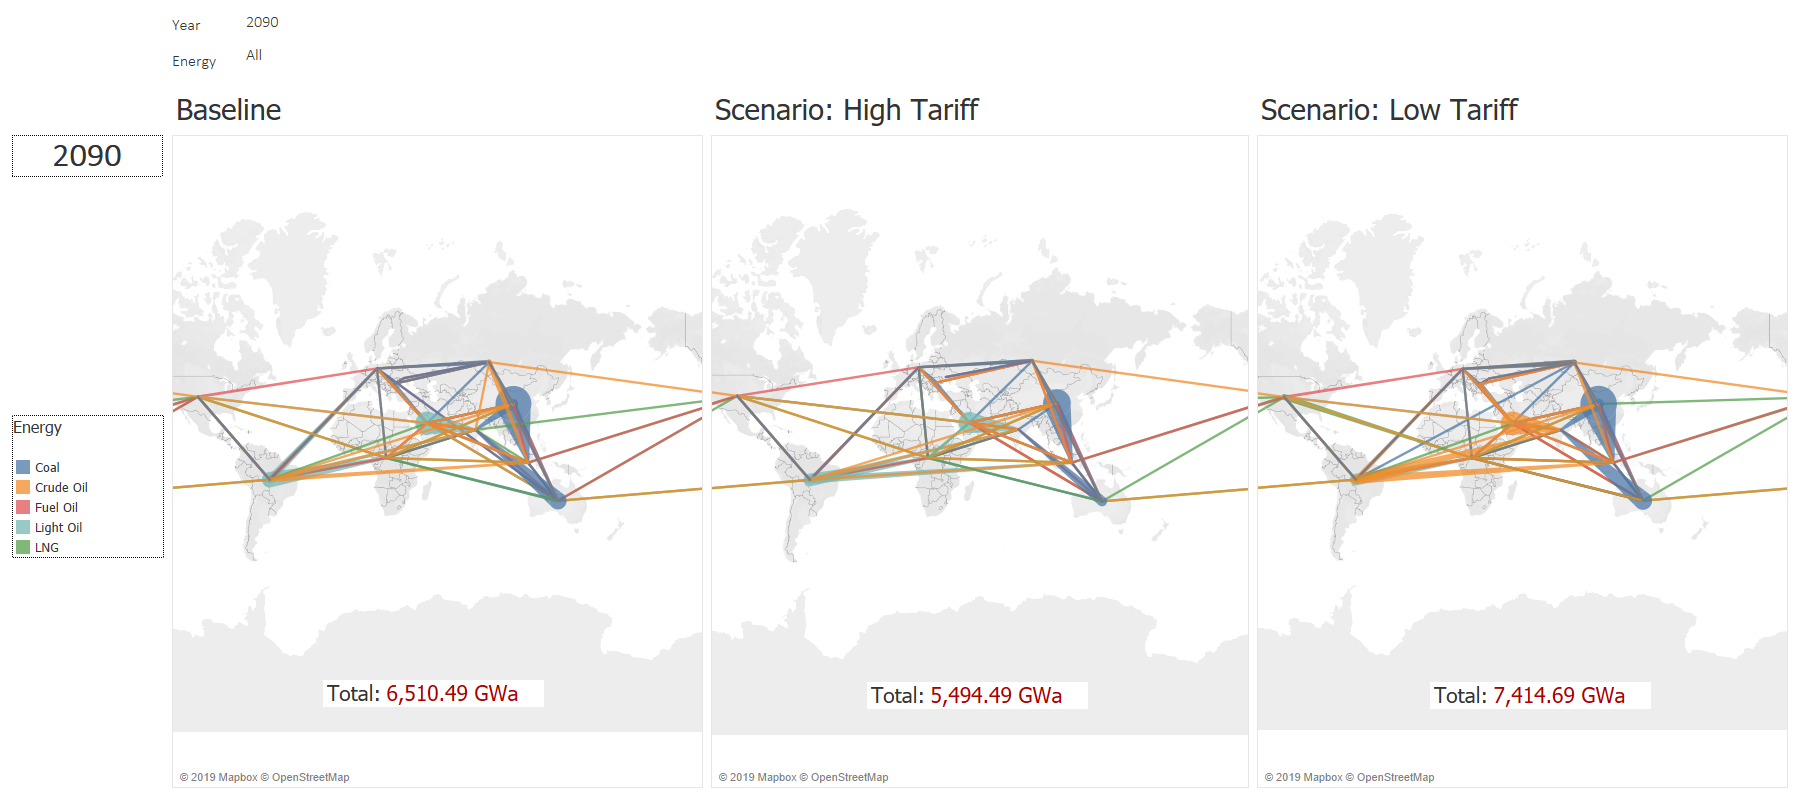 Year 2090
Energy All
Baseline
Scenario: High Tariff
Scenario: Low Tariff
2090
Energy
Coal
Crude Oil
Fuel Oil
Light Oil
LNG
Total: 6,510.49 GWa
Total: 5,494.49 GWa
Total: 7,414.69 GWa
© 2019 Mapbox © OpenStreetMap
© 2019 Mapbox © OpenStreetMap
© 2019 Mapbox © OpenStreetMap